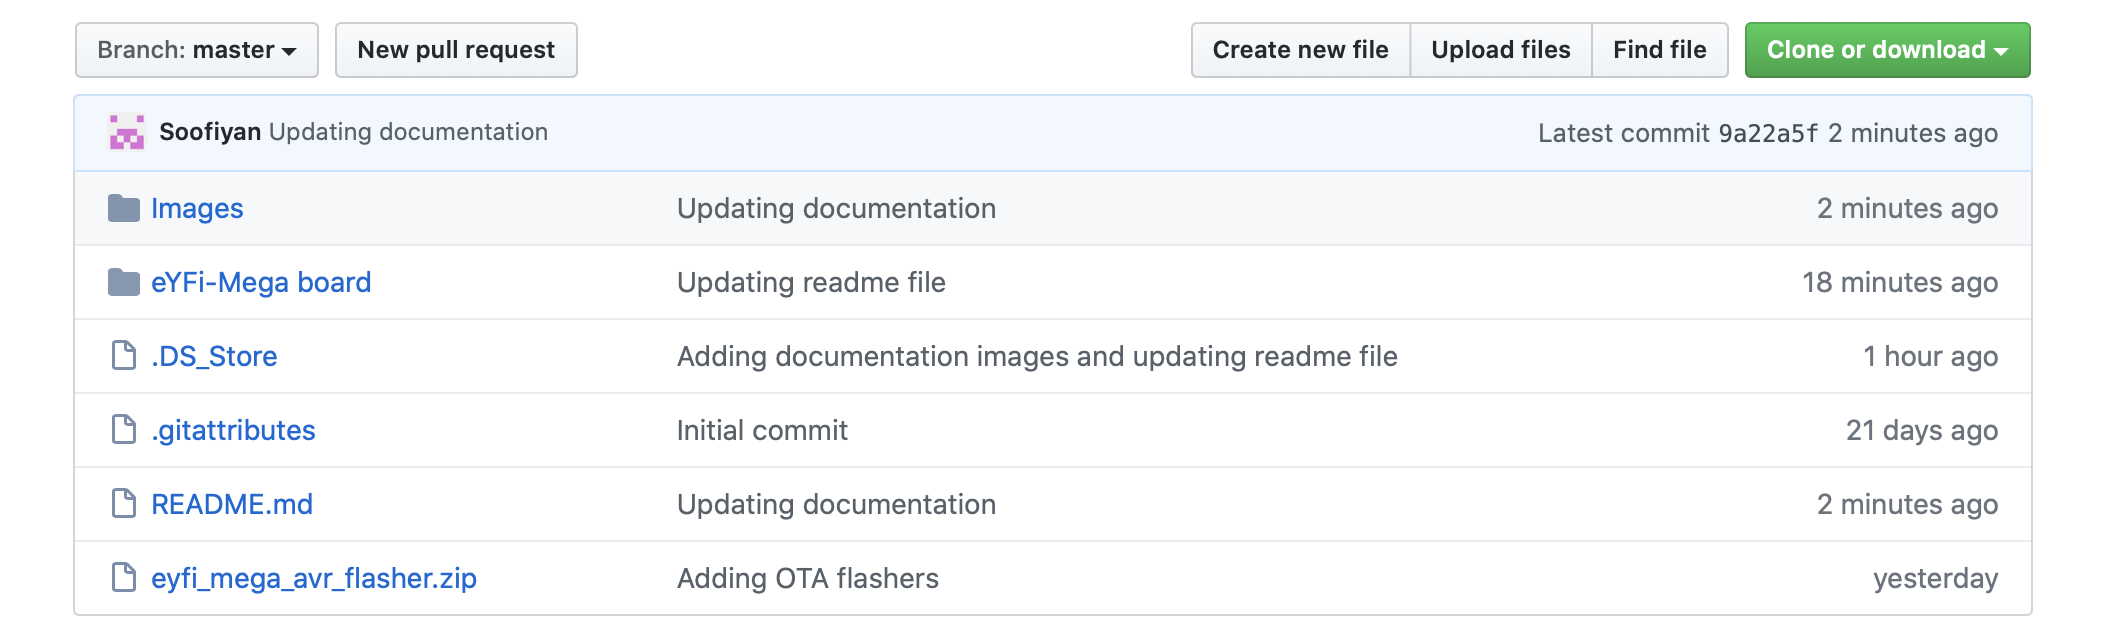 Branch: master New pull request Create new file Upload files Find file Clone or download
Soofiyan Updating documentation Latest commit 9a22a5f 2 minutes ago
Images Updating documentation 2 minutes ago
eYFi-Mega board Updating readme file 18 minutes ago
.DS_Store Adding documentation images and updating readme file 1 hour ago
.gitattributes Initial commit 21 days ago
README.md Updating documentation 2 minutes ago
eyfi_mega_avr_flasher.zip Adding OTA flashers yesterday